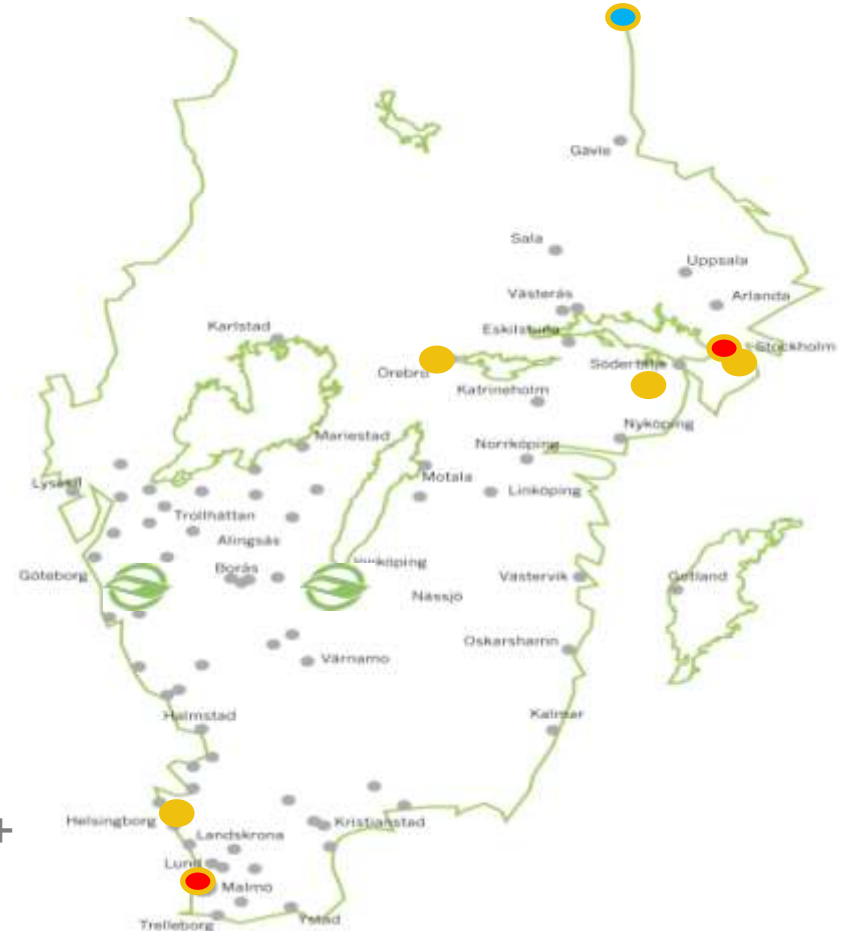 Gävle
Sala
Uppsala
Västerås
Arlanda
Karlstad
Eskilstuna
Stockholm
Örebro
Södertälje
Katrineholm
Mariestad
Nyköping
Norrköping
Motala
Lysekil
Linköping
Trollhättan
Alingsås
Göteborg
Borås
Västervik
Gotland
Nässjö
Oskarshamn
Värnamo
Halmstad
Kalmar
Helsingborg
Kristianstad
+
Landskrona
Lund
Malmö
Trelleborg
Ystad